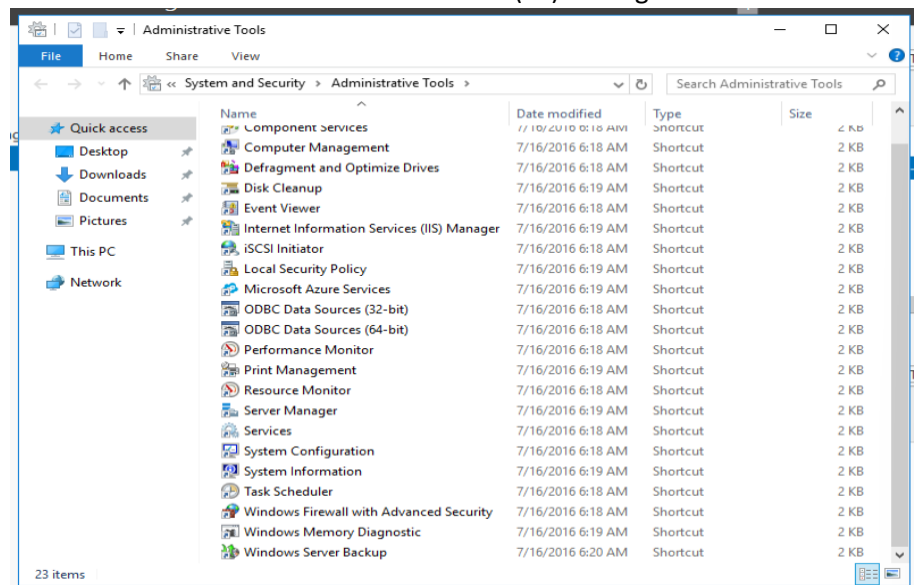 Administrative Tools
File Home Share View
« System and Security > Administrative Tools > Search Administrative Tools
Name Date modified Type Size
Quick access
Desktop
Downloads
Documents
Pictures
This PC
Network
Component Services 7/16/2016 6:18 AM Shortcut 2 KB
Computer Management 7/16/2016 6:18 AM Shortcut 2 KB
Defragment and Optimize Drives 7/16/2016 6:18 AM Shortcut 2 KB
Disk Cleanup 7/16/2016 6:19 AM Shortcut 2 KB
Event Viewer 7/16/2016 6:18 AM Shortcut 2 KB
Internet Information Services (IIS) Manager 7/16/2016 6:19 AM Shortcut 2 KB
iSCSI Initiator 7/16/2016 6:18 AM Shortcut 2 KB
Local Security Policy 7/16/2016 6:19 AM Shortcut 2 KB
Microsoft Azure Services 7/16/2016 6:19 AM Shortcut 2 KB
ODBC Data Sources (32-bit) 7/16/2016 6:18 AM Shortcut 2 KB
ODBC Data Sources (64-bit) 7/16/2016 6:18 AM Shortcut 2 KB
Performance Monitor 7/16/2016 6:18 AM Shortcut 2 KB
Print Management 7/16/2016 6:19 AM Shortcut 2 KB
Resource Monitor 7/16/2016 6:18 AM Shortcut 2 KB
Server Manager 7/16/2016 6:19 AM Shortcut 2 KB
Services 7/16/2016 6:18 AM Shortcut 2 KB
System Configuration 7/16/2016 6:18 AM Shortcut 2 KB
System Information 7/16/2016 6:19 AM Shortcut 2 KB
Task Scheduler 7/16/2016 6:18 AM Shortcut 2 KB
Windows Firewall with Advanced Security 7/16/2016 6:18 AM Shortcut 2 KB
Windows Memory Diagnostic 7/16/2016 6:19 AM Shortcut 2 KB
Windows Server Backup 7/16/2016 6:20 AM Shortcut 2 KB
23 items